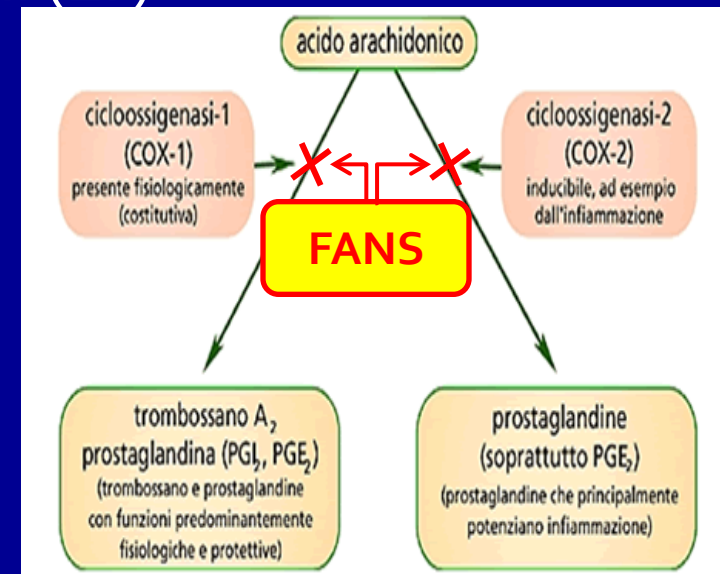 acido arachidonico
cicloossigenasi-1
(COX-1)
presente fisiologicamente
(costitutiva)
cicloossigenasi-2
(COX-2)
inducibile, ad esempio
dall'infiammazione
FANS
trombossano A₂
prostaglandina (PGI₂, PGE₂)
(trombossano e prostaglandine
con funzioni predominantemente
fisiologiche e protettive)
prostaglandine
(soprattutto PGE₂)
(prostaglandine che principalmente
potenziano infiammazione)